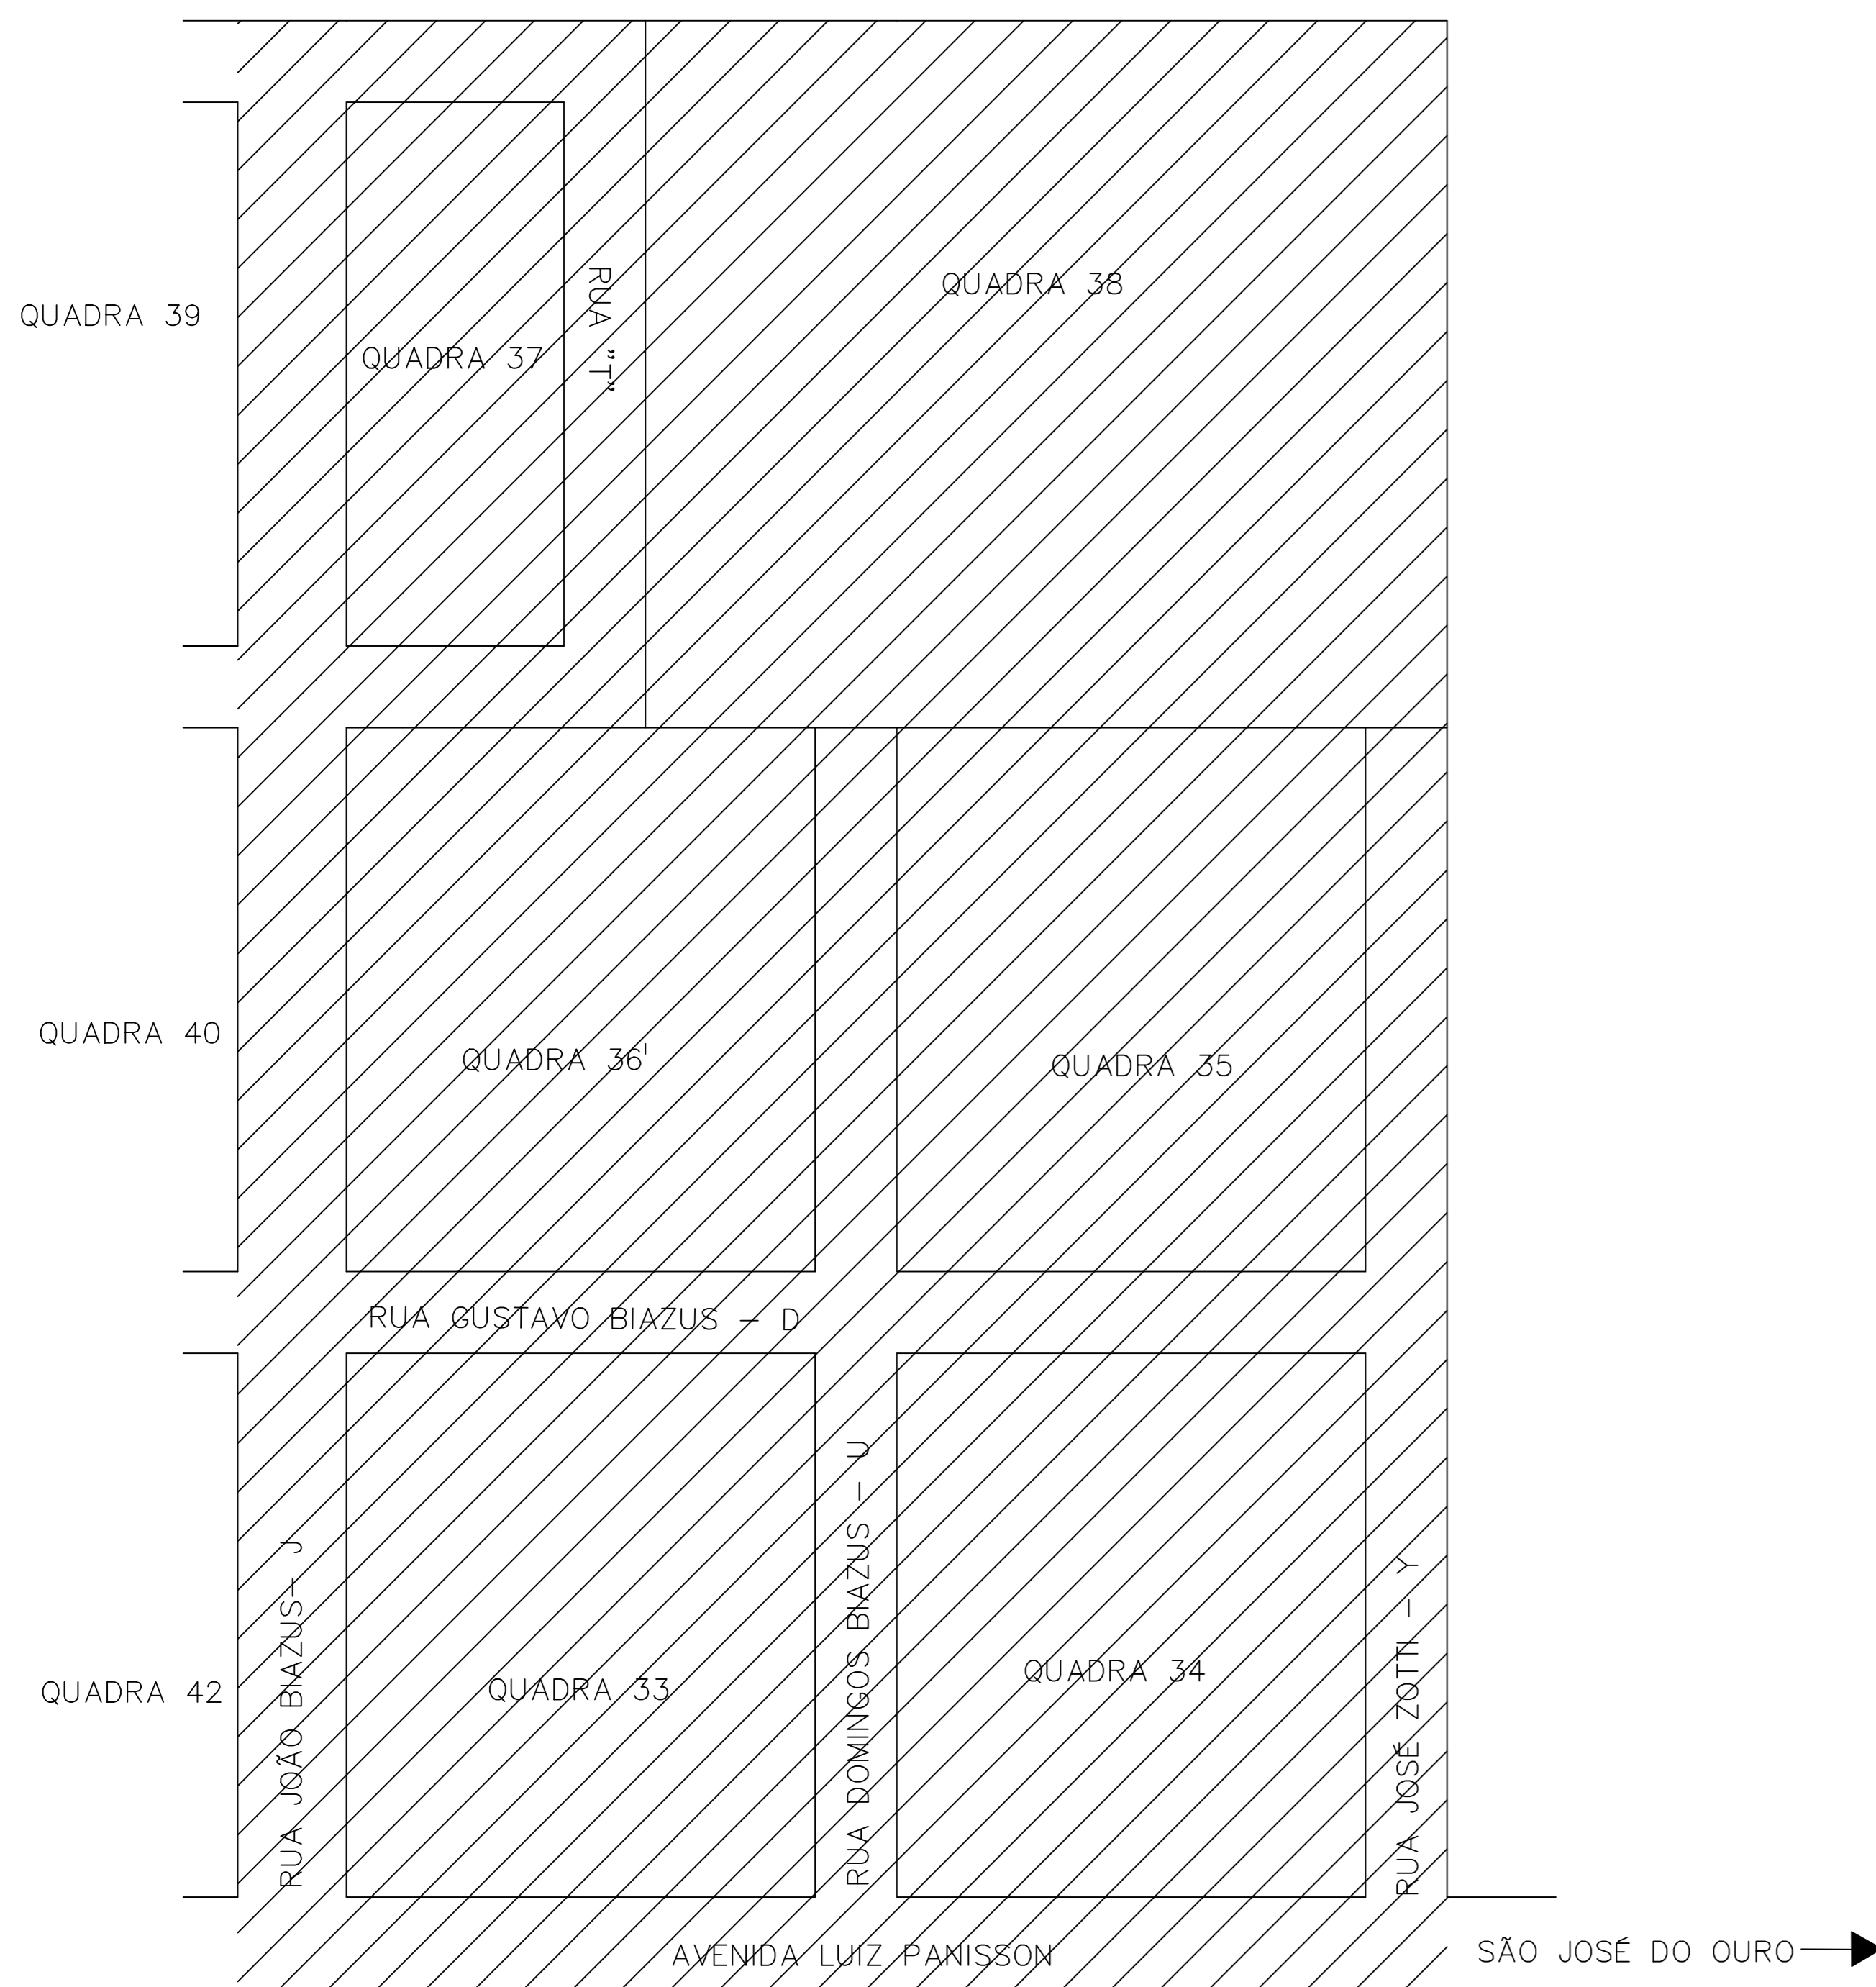 QUADRA 38
QUADRA 39
RUA "T"
QUADRA 37
QUADRA 40
QUADRA 36'
QUADRA 35
RUA GUSTAVO BIAZUS - D
RUA JOÃO BIAZUS- J
RUA DOMINGOS BIAZUS - U
RUA JOSÉ ZOTTI - Y
QUADRA 42
QUADRA 33
QUADRA 34
AVENIDA LUIZ PANISSON
SÃO JOSÉ DO OURO